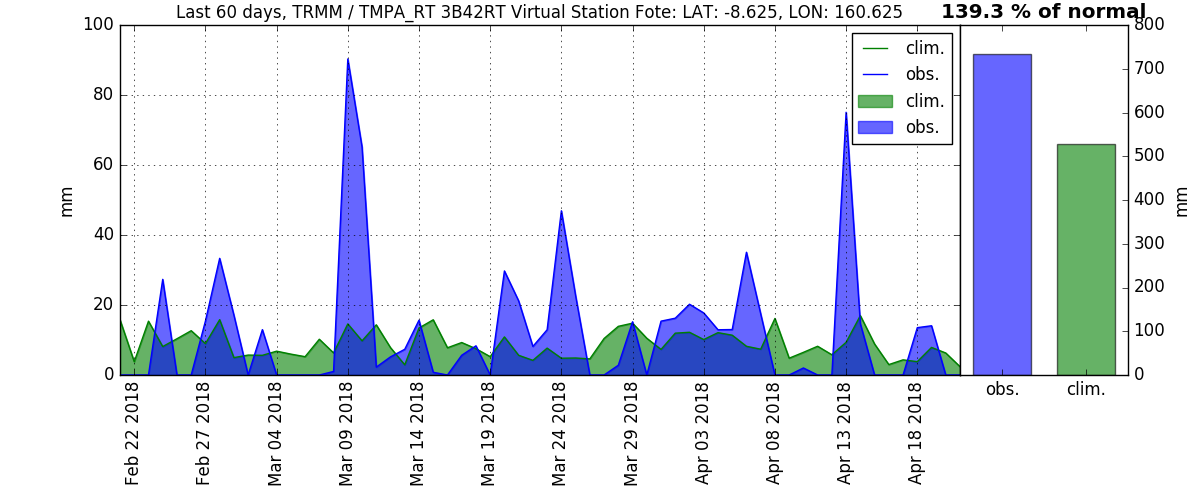 Last 60 days, TRMM / TMPA_RT 3B42RT Virtual Station Fote: LAT: -8.625, LON: 160.625
139.3 % of normal
100
80
60
40
20
0
mm
clim.
obs.
clim.
obs.
Feb 22 2018
Feb 27 2018
Mar 04 2018
Mar 09 2018
Mar 14 2018
Mar 19 2018
Mar 24 2018
Mar 29 2018
Apr 03 2018
Apr 08 2018
Apr 13 2018
Apr 18 2018
800
700
600
500
400
300
200
100
0
mm
obs.
clim.